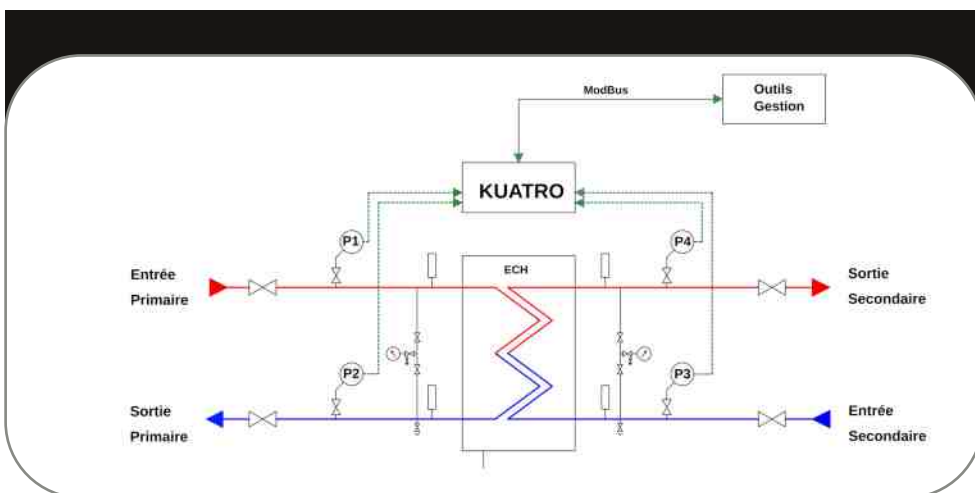 ModBus
Outils
Gestion
KUATRO
P1
P4
ECH
Entrée
Primaire
Sortie
Secondaire
P2
P3
Sortie
Primaire
Entrée
Secondaire